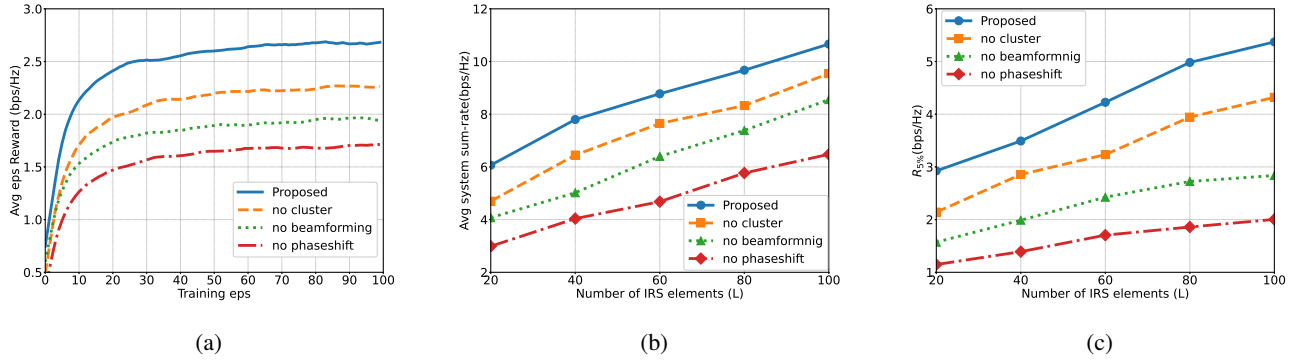 3.0
2.5
2.0
1.5
1.0
0.5
Avg eps Reward (bps/Hz)
0 10 20 30 40 50 60 70 80 90 100
Training eps
Proposed
no cluster
no beamforming
no phaseshift
(a)
12
10
8
6
4
2
Avg system sum-rate(bps/Hz)
20 40 60 80 100
Number of IRS elements (L)
Proposed
no cluster
no beamformnig
no phaseshift
(b)
6
5
4
3
2
1
R5%(bps/Hz)
20 40 60 80 100
Number of IRS elements (L)
Proposed
no cluster
no beamformnig
no phaseshift
(c)